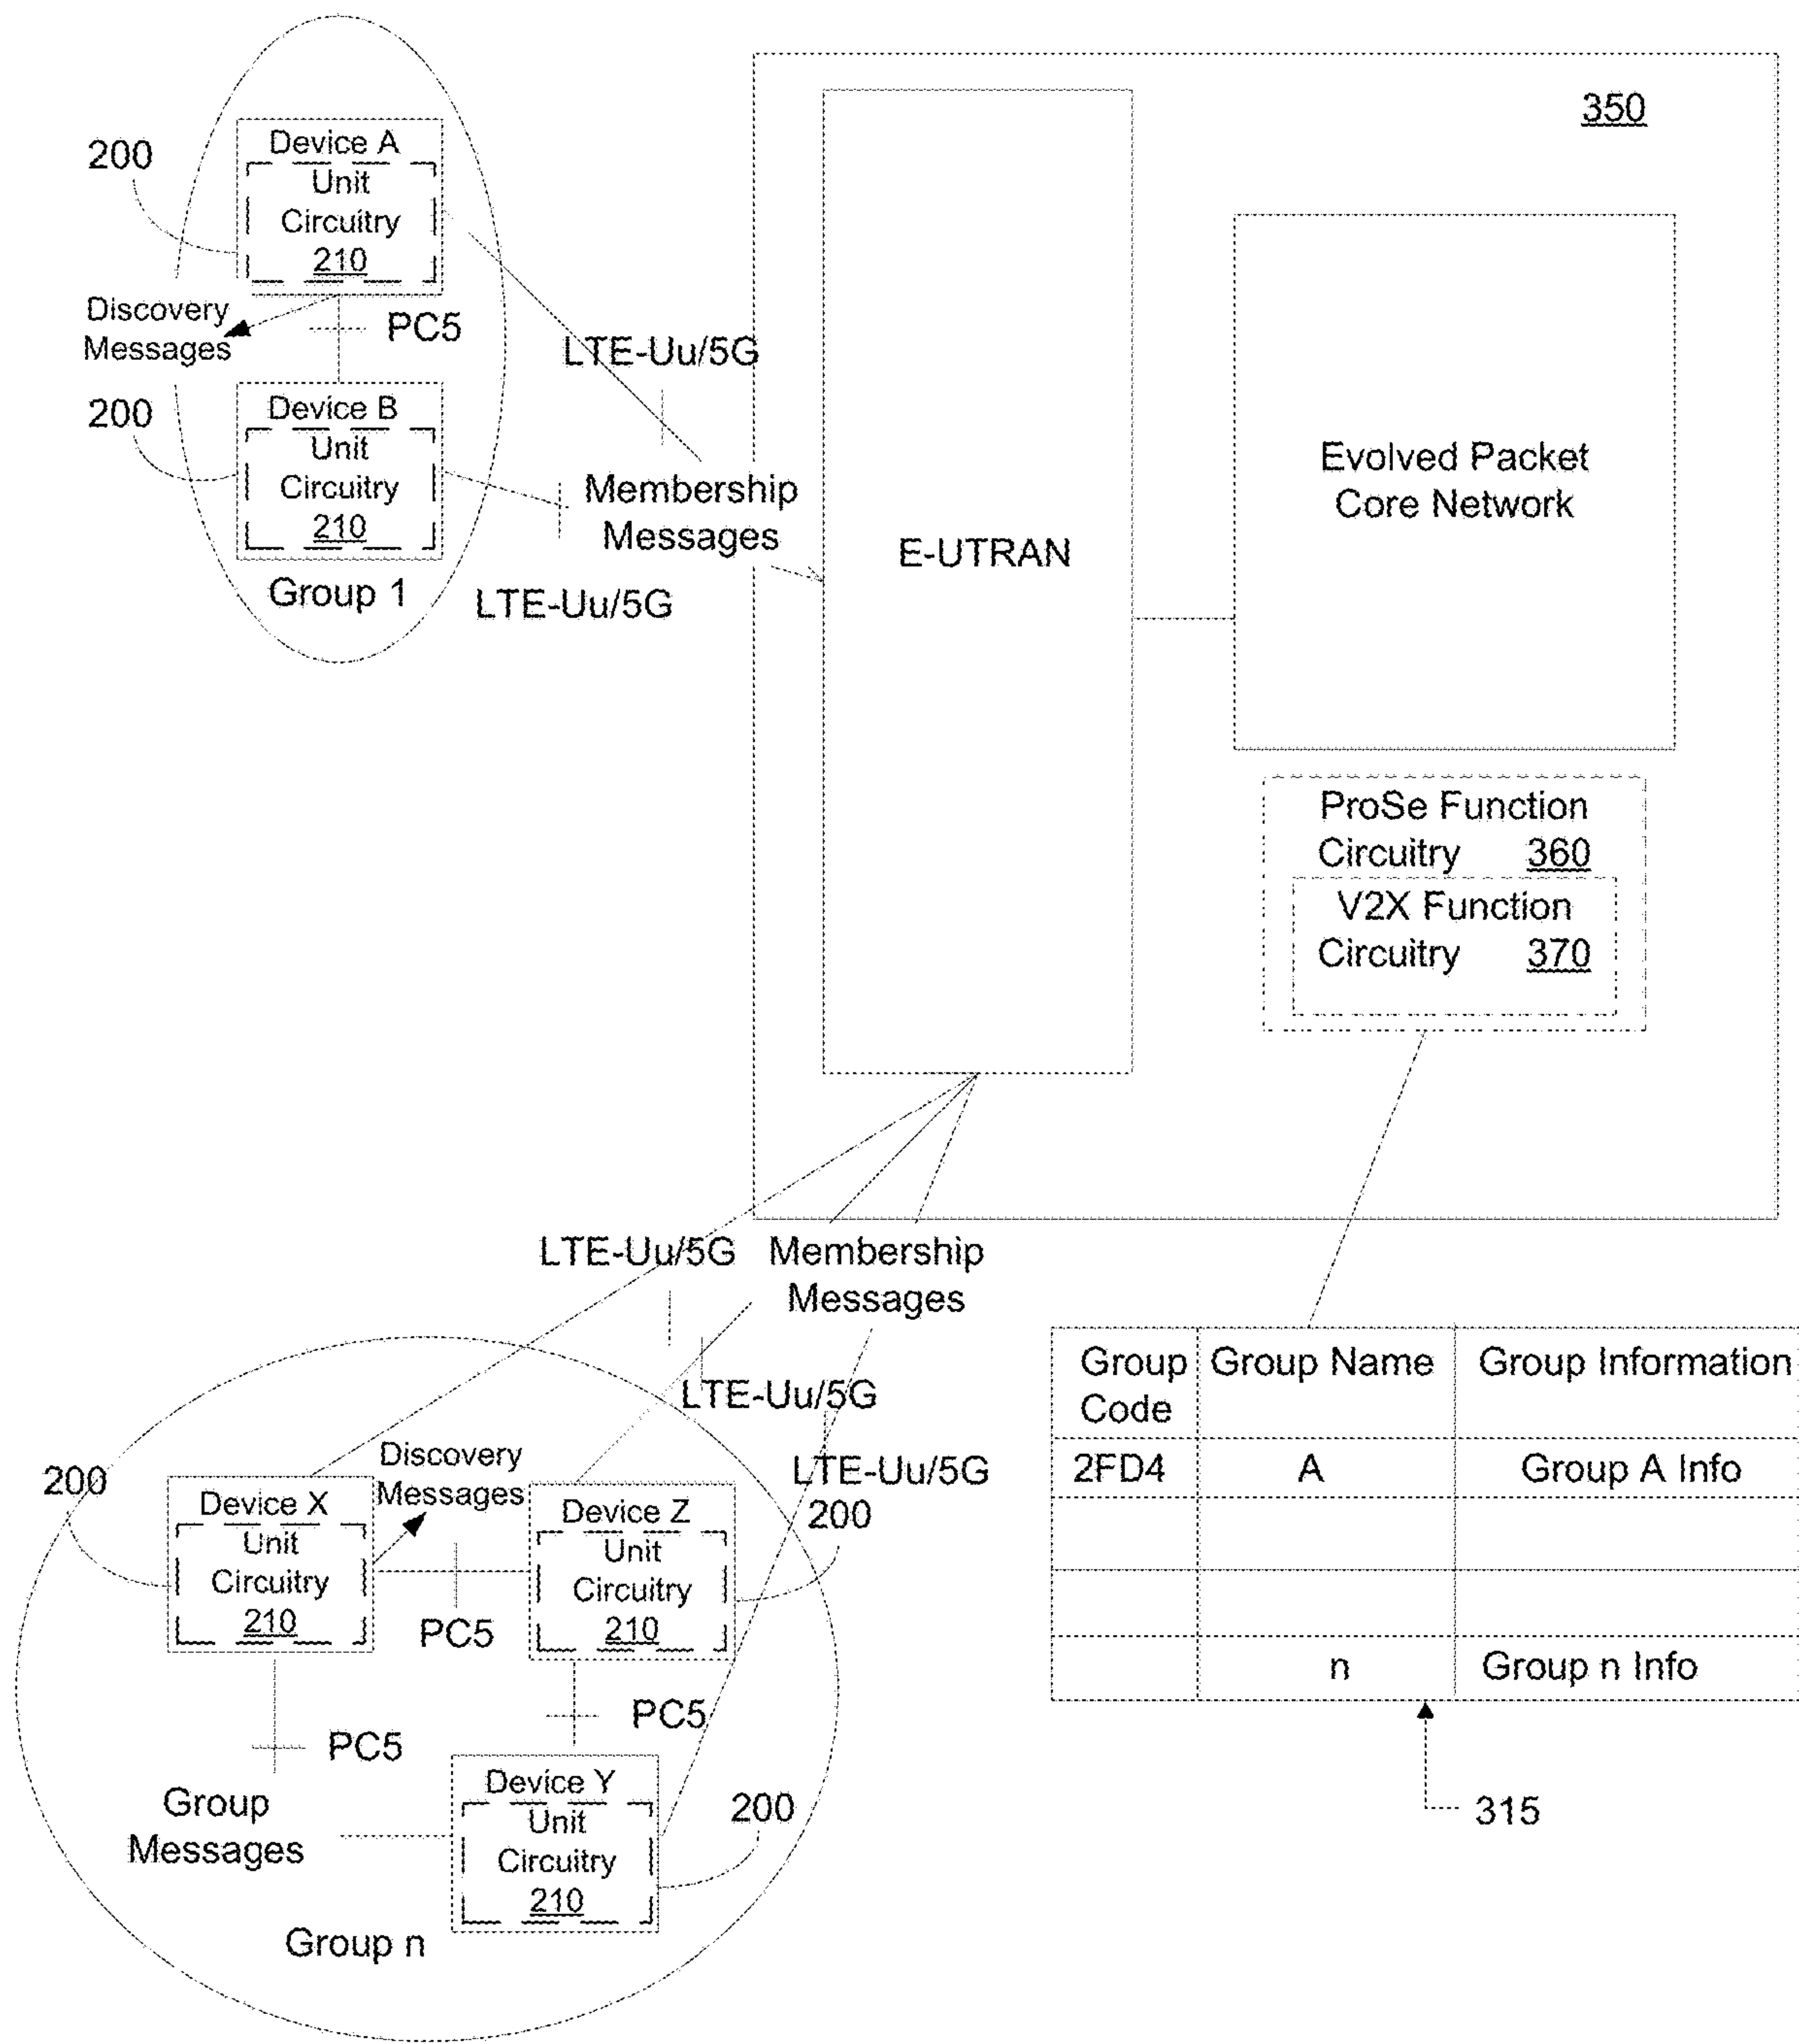 350
200
Device A
Unit
Circuitry
210
Discovery
Messages
PC5
LTE-Uu/5G
200
Device B
Unit
Circuitry
210
Group 1
Membership
Messages
LTE-Uu/5G
E-UTRAN
Evolved Packet
Core Network
ProSe Function
Circuitry 360
V2X Function
Circuitry 370
LTE-Uu/5G
Membership
Messages
LTE-Uu/5G
LTE-Uu/5G
200
Discovery
Messages
200
Device X
Unit
Circuitry
210
PC5
Device Z
Unit
Circuitry
210
PC5
PC5
Group
Messages
Device Y
Unit
Circuitry
210
200
Group n
Group Code Group Name Group Information
2FD4 A Group A Info
n Group n Info
315